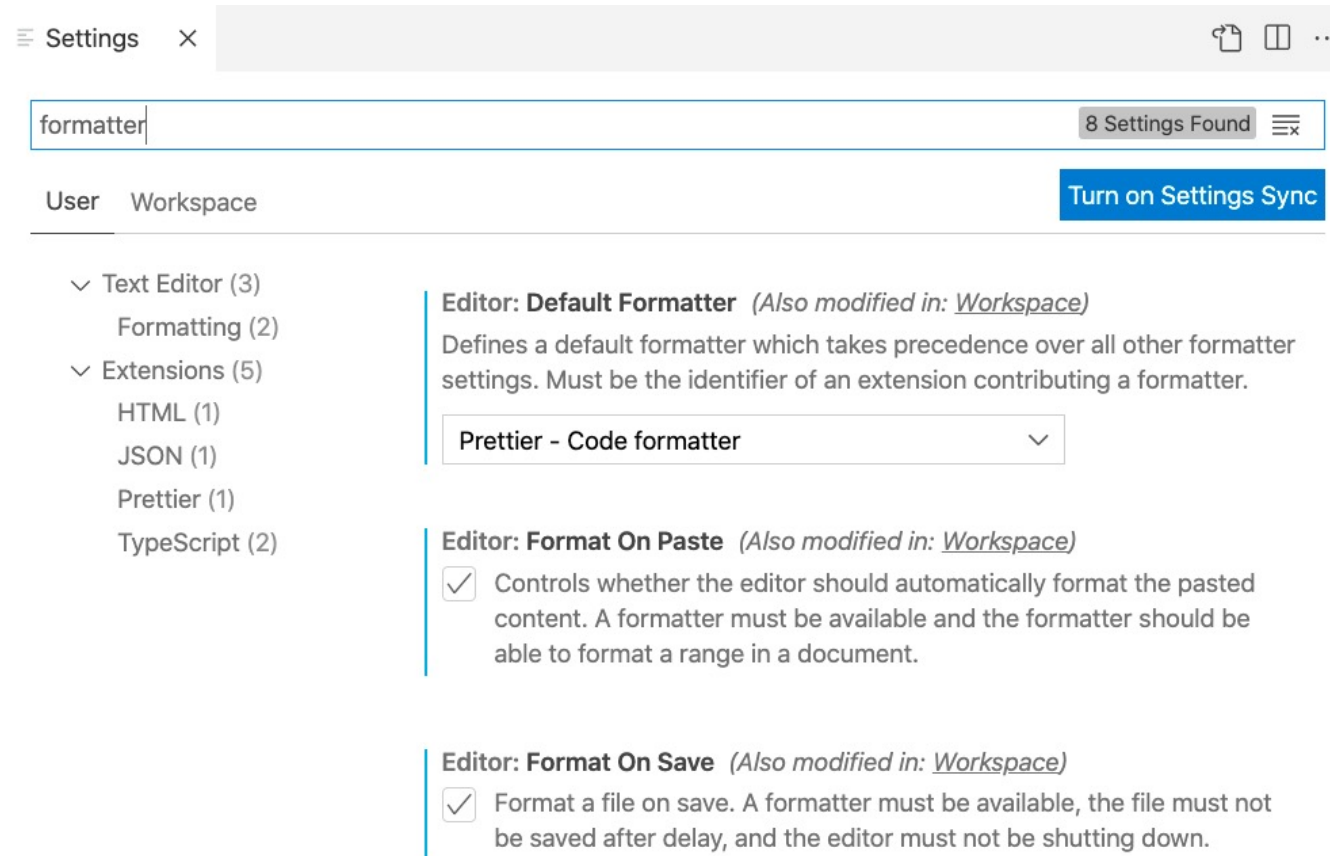 Settings
formatter
8 Settings Found
User Workspace
Turn on Settings Sync
Text Editor (3)
Formatting (2)
Extensions (5)
HTML (1)
JSON (1)
Prettier (1)
TypeScript (2)
Editor: Default Formatter (Also modified in: Workspace)
Defines a default formatter which takes precedence over all other formatter
settings. Must be the identifier of an extension contributing a formatter.
Prettier - Code formatter
Editor: Format On Paste (Also modified in: Workspace)
Controls whether the editor should automatically format the pasted
content. A formatter must be available and the formatter should be
able to format a range in a document.
Editor: Format On Save (Also modified in: Workspace)
Format a file on save. A formatter must be available, the file must not
be saved after delay, and the editor must not be shutting down.